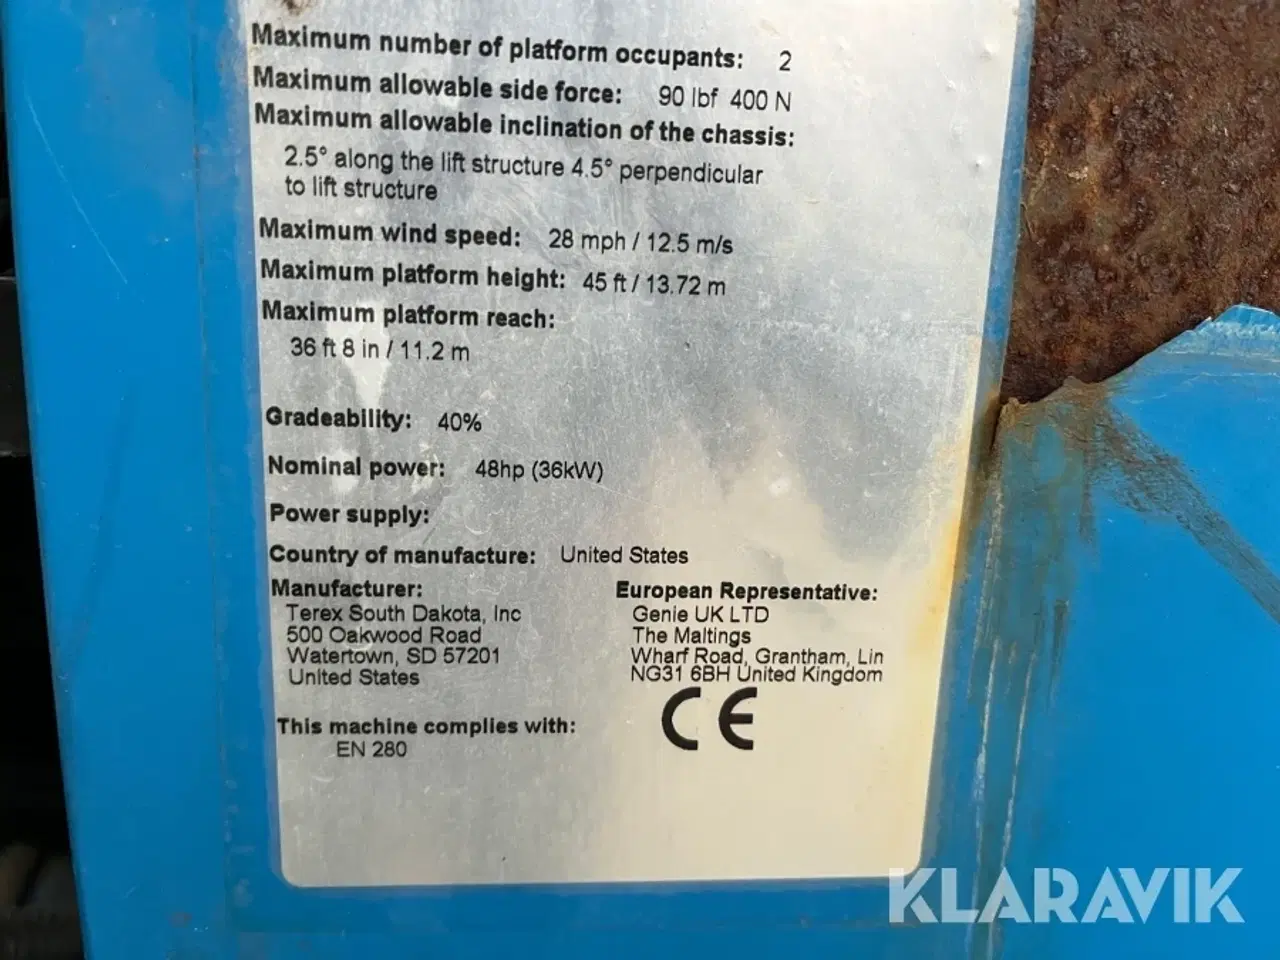 Maximum number of platform occupants: 2
Maximum allowable side force: 90 lbf 400 N
Maximum allowable inclination of the chassis:
2.5° along the lift structure 4.5° perpendicular
to lift structure
Maximum wind speed: 28 mph / 12.5 m/s
Maximum platform height: 45 ft / 13.72 m
Maximum platform reach:
36 ft 8 in / 11.2 m
Gradeability: 40%
Nominal power: 48hp (36kW)
Power supply:
Country of manufacture: United States
Manufacturer:
Terex South Dakota, Inc
500 Oakwood Road
Watertown, SD 57201
United States
European Representative:
Genie UK LTD
The Maltings
Wharf Road, Grantham, Lin
NG31 6BH United Kingdom
This machine complies with:
EN 280
CE
KLARAVIK